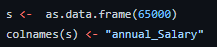 s <- as.data.frame(65000)
colnames(s) <- "annual_Salary"